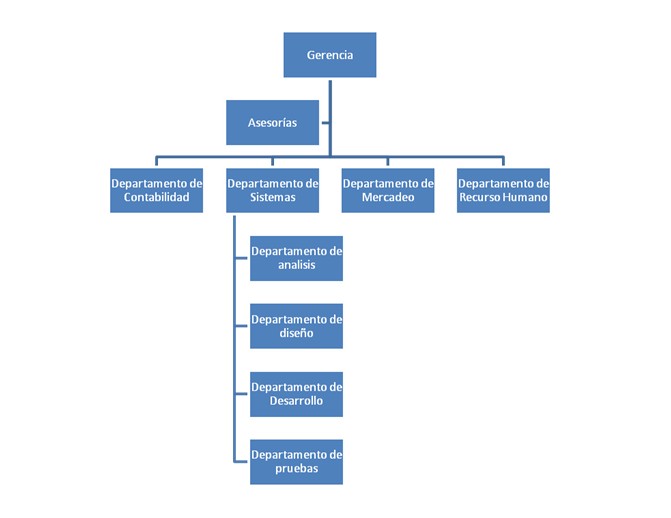 Gerencia
Asesorías
Departamento de
Contabilidad
Departamento de
Sistemas
Departamento de
Mercadeo
Departamento de
Recurso Humano
Departamento de
analisis
Departamento de
diseño
Departamento de
Desarrollo
Departamento de
pruebas